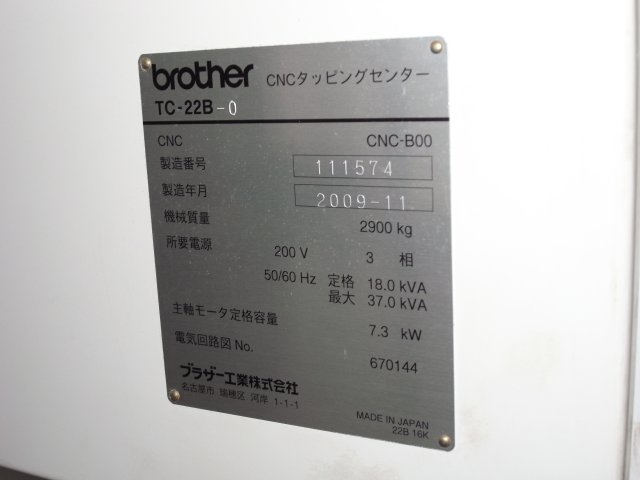 brother CNCタッピングセンター
TC-22B-0
CNC CNC-B00
製造番号 111574
製造年月 2009-11
機械質量 2900 kg
所要電源 200 V 3 相
50/60 Hz 定格 18.0 kVA
最大 37.0 kVA
主軸モータ定格容量 7.3 kW
電気回路図 No. 670144
ブラザー工業株式会社
名古屋市 瑞穂区 河岸 1-1-1
MADE IN JAPAN
22B 16K